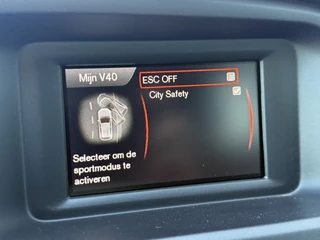 Mijn V40
ESC OFF
City Safety
Selecteer om de
sportmodus te
activeren